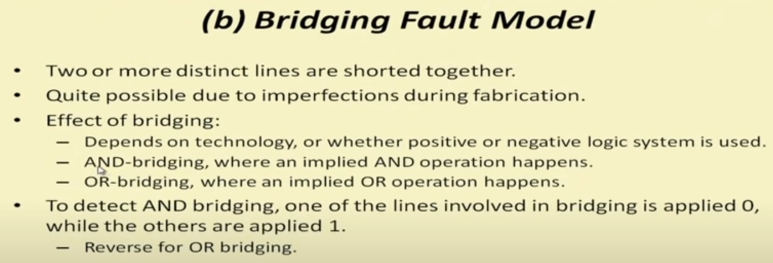 (b) Bridging Fault Model
• Two or more distinct lines are shorted together.
• Quite possible due to imperfections during fabrication.
• Effect of bridging:
– Depends on technology, or whether positive or negative logic system is used.
– AND-bridging, where an implied AND operation happens.
– OR-bridging, where an implied OR operation happens.
• To detect AND bridging, one of the lines involved in bridging is applied 0,
while the others are applied 1.
– Reverse for OR bridging.